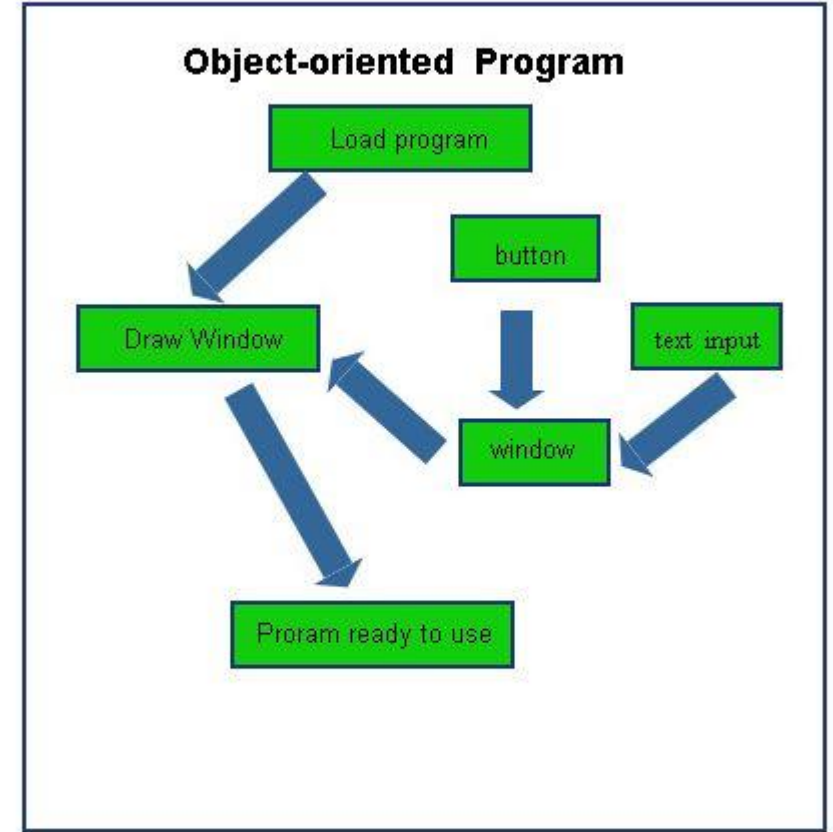 Object-oriented Program
Load program
button
Draw Window
text input
window
Proram ready to use